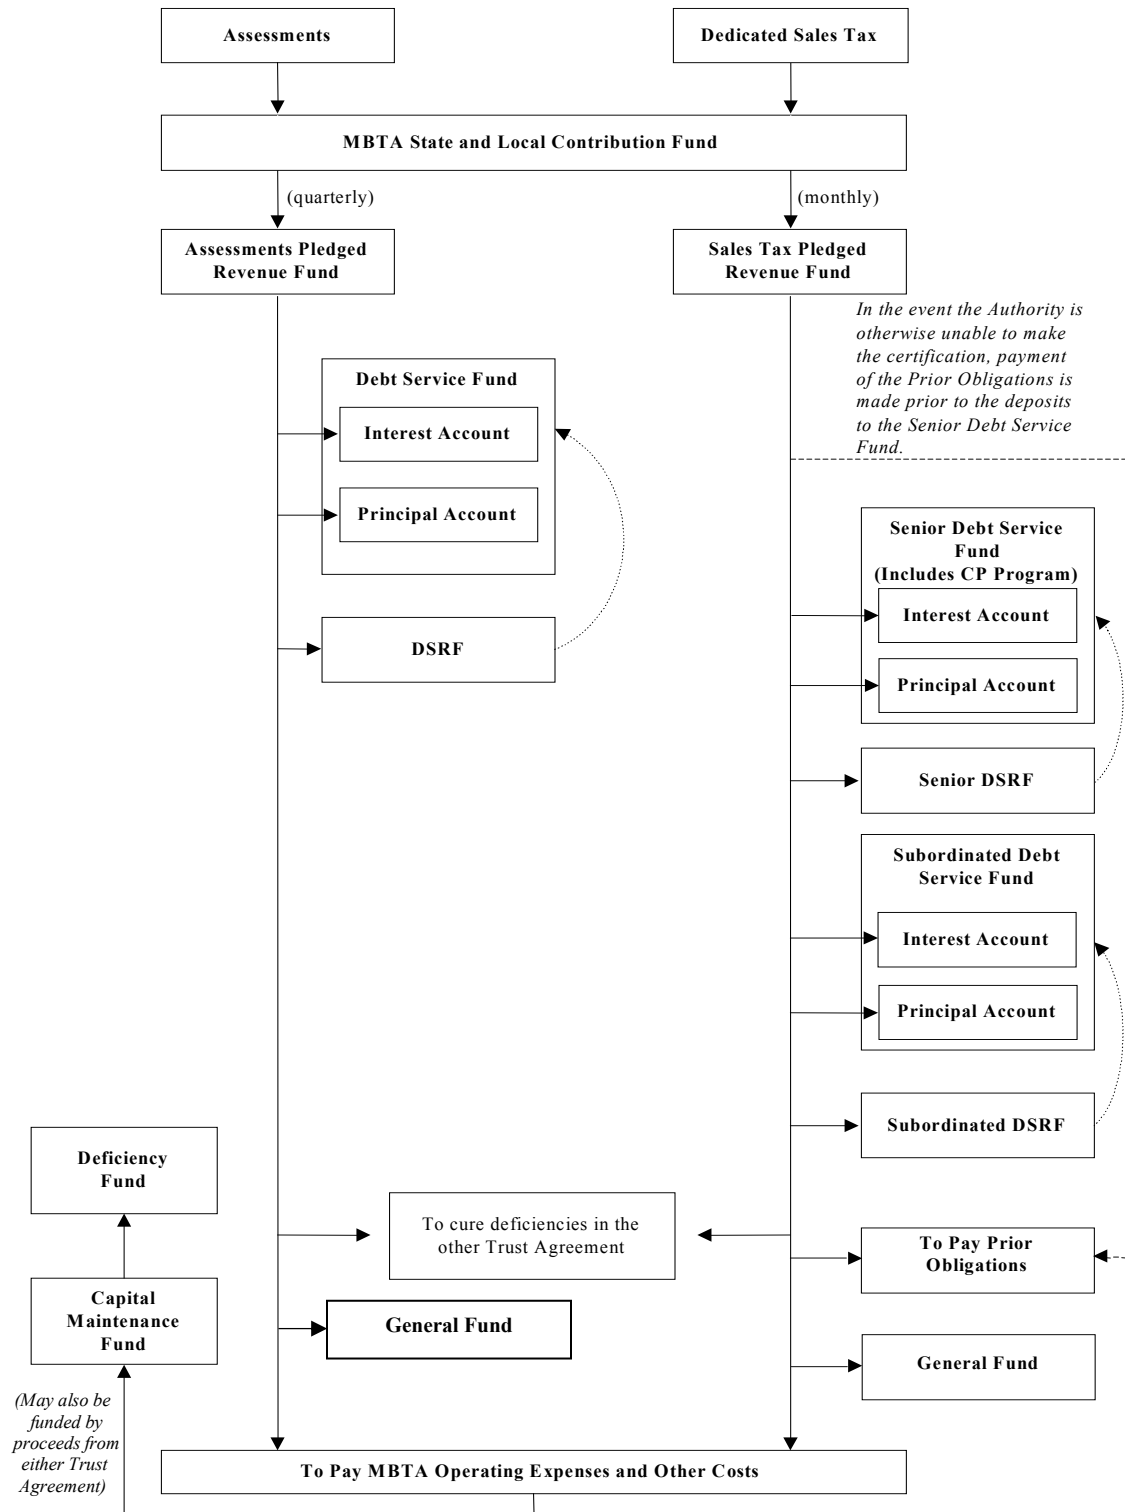 Assessments
Dedicated Sales Tax
MBTA State and Local Contribution Fund
(quarterly)
(monthly)
Assessments Pledged
Revenue Fund
Sales Tax Pledged
Revenue Fund
In the event the Authority is
otherwise unable to make
the certification, payment
of the Prior Obligations is
made prior to the deposits
to the Senior Debt Service
Fund.
Debt Service Fund
Interest Account
Principal Account
DSRF
Senior Debt Service
Fund
(Includes CP Program)
Interest Account
Principal Account
Senior DSRF
Subordinated Debt
Service Fund
Interest Account
Principal Account
Subordinated DSRF
Deficiency
Fund
To cure deficiencies in the
other Trust Agreement
To Pay Prior
Obligations
Capital
Maintenance
Fund
General Fund
General Fund
(May also be
funded by
proceeds from
either Trust
Agreement)
To Pay MBTA Operating Expenses and Other Costs